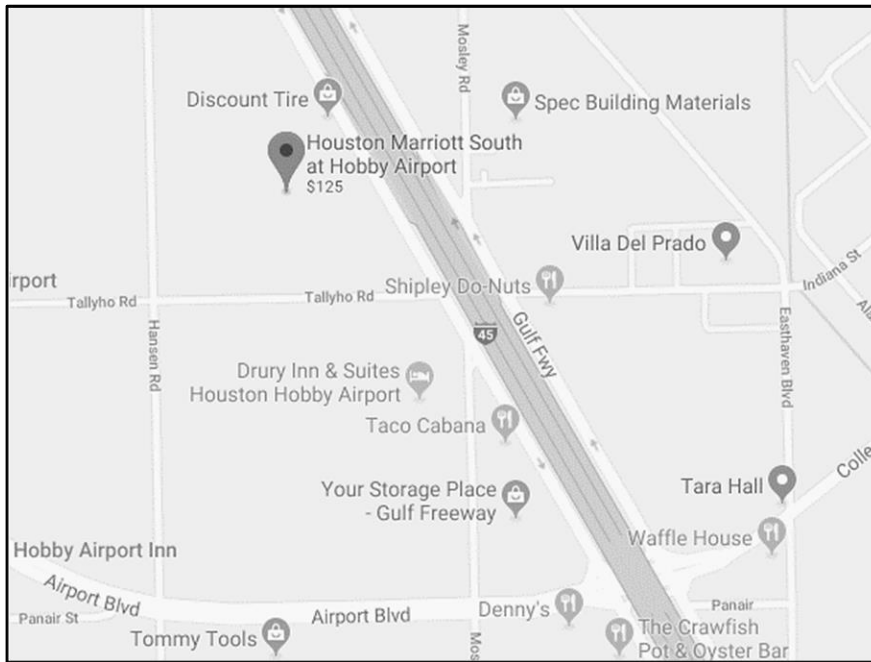 Mosley Rd
Discount Tire
Spec Building Materials
Houston Marriott South
at Hobby Airport
$125
Villa Del Prado
irport
Indiana St
Shipley Do-Nuts
Tallyho Rd
Tallyho Rd
Ala
Hansen Rd
45
Gulf Fwy
Easthaven Blvd
Drury Inn & Suites
Houston Hobby Airport
Taco Cabana
Colle
Your Storage Place
- Gulf Freeway
Tara Hall
Waffle House
Hobby Airport Inn
Airport Blvd
Panair St
Airport Blvd
Denny's
Panair
Tommy Tools
Mos
The Crawfish
Pot & Oyster Bar